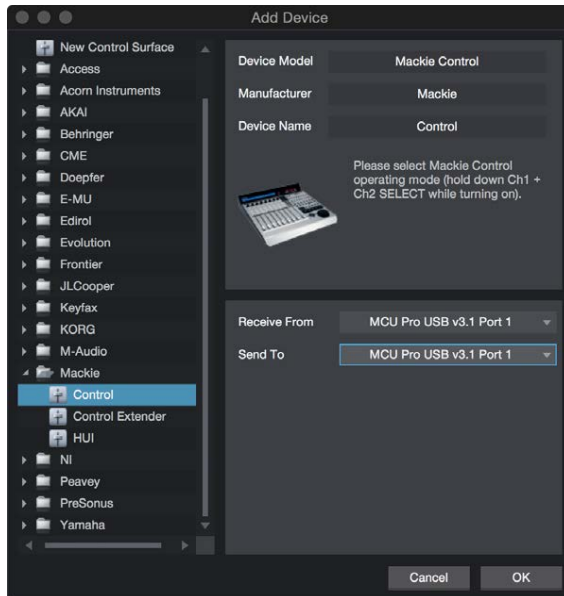 Add Device
New Control Surface
Access
Acorn Instruments
AKAI
Behringer
CME
Doepfer
E-MU
Edirol
Evolution
Frontier
JLCooper
Keyfax
KORG
M-Audio
Mackie
Control
Control Extender
HUI
NI
Peavey
PreSonus
Yamaha
Device Model Mackie Control
Manufacturer Mackie
Device Name Control
Please select Mackie Control
operating mode (hold down Ch1 +
Ch2 SELECT while turning on).
Receive From MCU Pro USB v3.1 Port 1
Send To MCU Pro USB v3.1 Port 1
Cancel OK